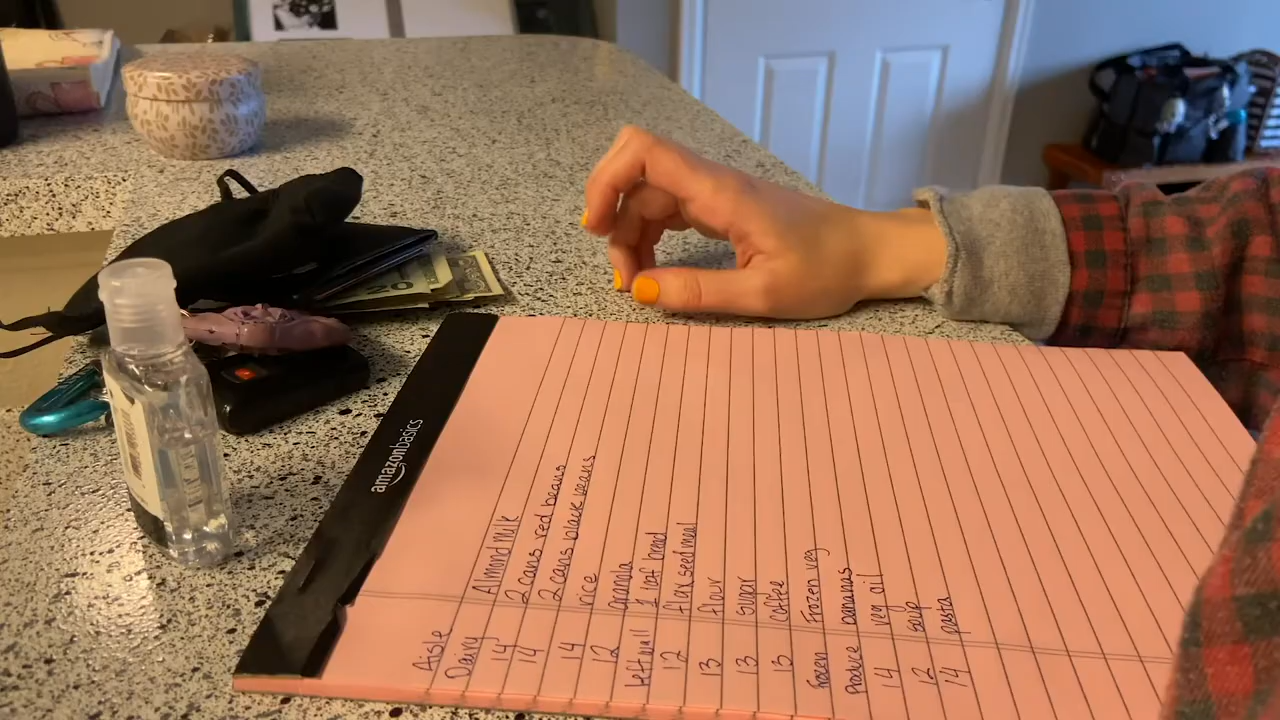 amazonbasics
Aisle
Dairy Almond Milk
14 2 cans red beans
14 2 cans black beans
14 rice
12 granola
Left wall 1 loaf bread
12 flax seed meal
13 flour
13 sugar
13 coffee
Frozen Frozen veg
Produce bananas
14 veg oil
12 soup
14 pasta
20